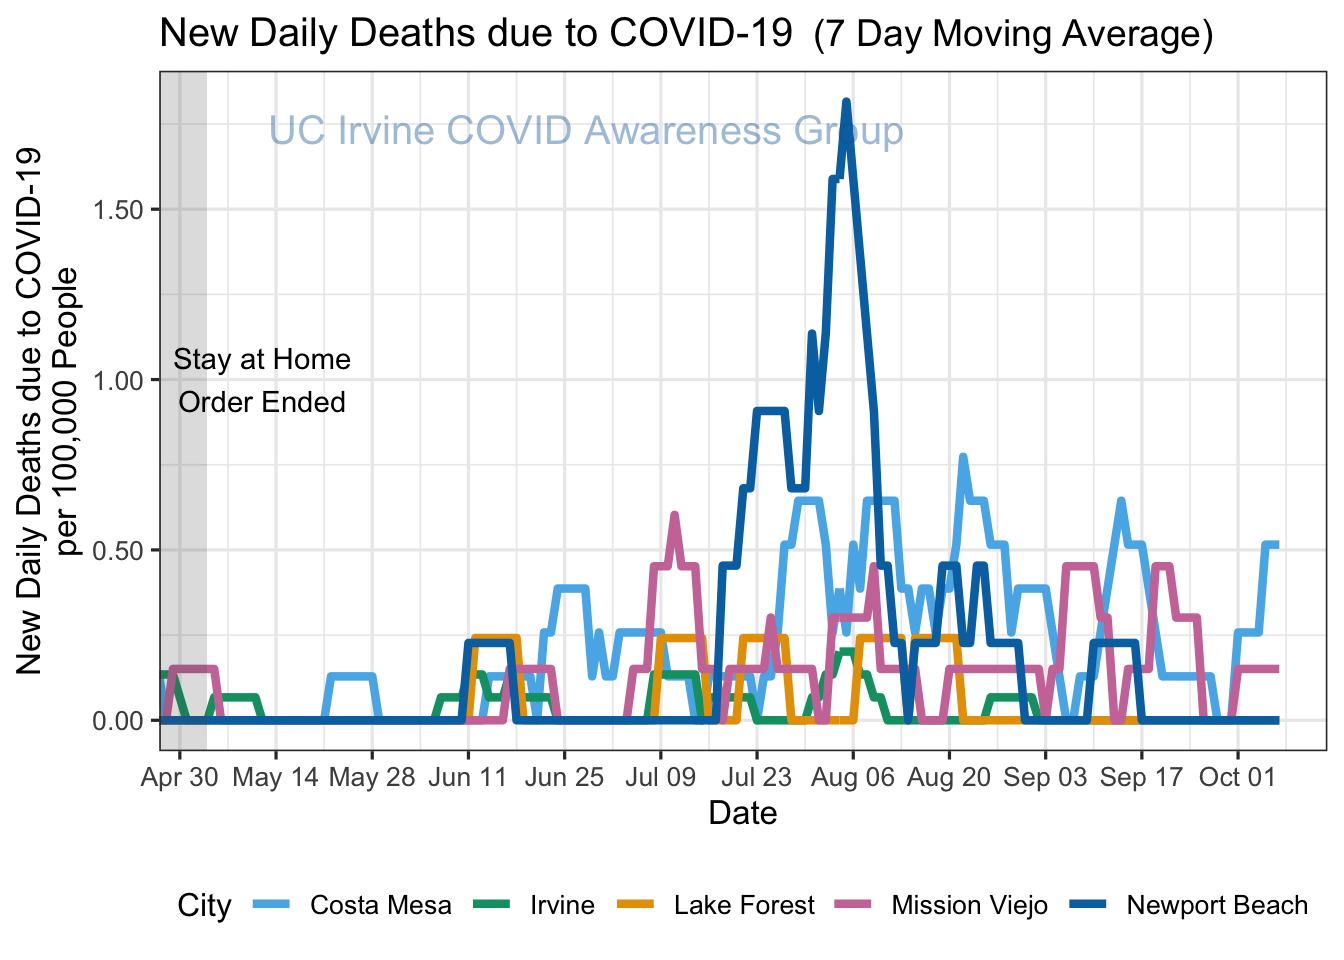 New Daily Deaths due to COVID-19 (7 Day Moving Average)
UC Irvine COVID Awareness Group
New Daily Deaths due to COVID-19
per 100,000 People
1.50
1.00
0.50
0.00
Stay at Home
Order Ended
Apr 30 May 14 May 28 Jun 11 Jun 25 Jul 09 Jul 23 Aug 06 Aug 20 Sep 03 Sep 17 Oct 01
Date
City Costa Mesa Irvine Lake Forest Mission Viejo Newport Beach